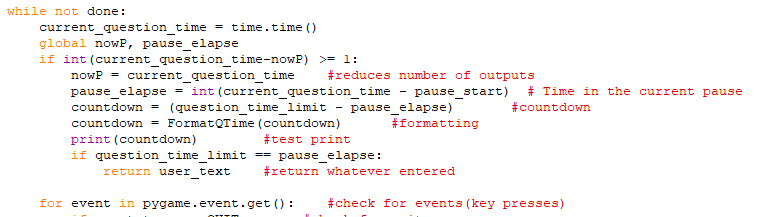 while not done:
    current_question_time = time.time()
    global nowP, pause_elapse
    if int(current_question_time-nowP) >= 1:
        nowP = current_question_time    #reduces number of outputs
        pause_elapse = int(current_question_time - pause_start)  # Time in the current pause
        countdown = (question_time_limit - pause_elapse)       #countdown
        countdown = FormatQTime(countdown)      #formatting
        print(countdown)        #test print
        if question_time_limit == pause_elapse:
            return user_text    #return whatever entered

    for event in pygame.event.get():    #check for events(key presses)